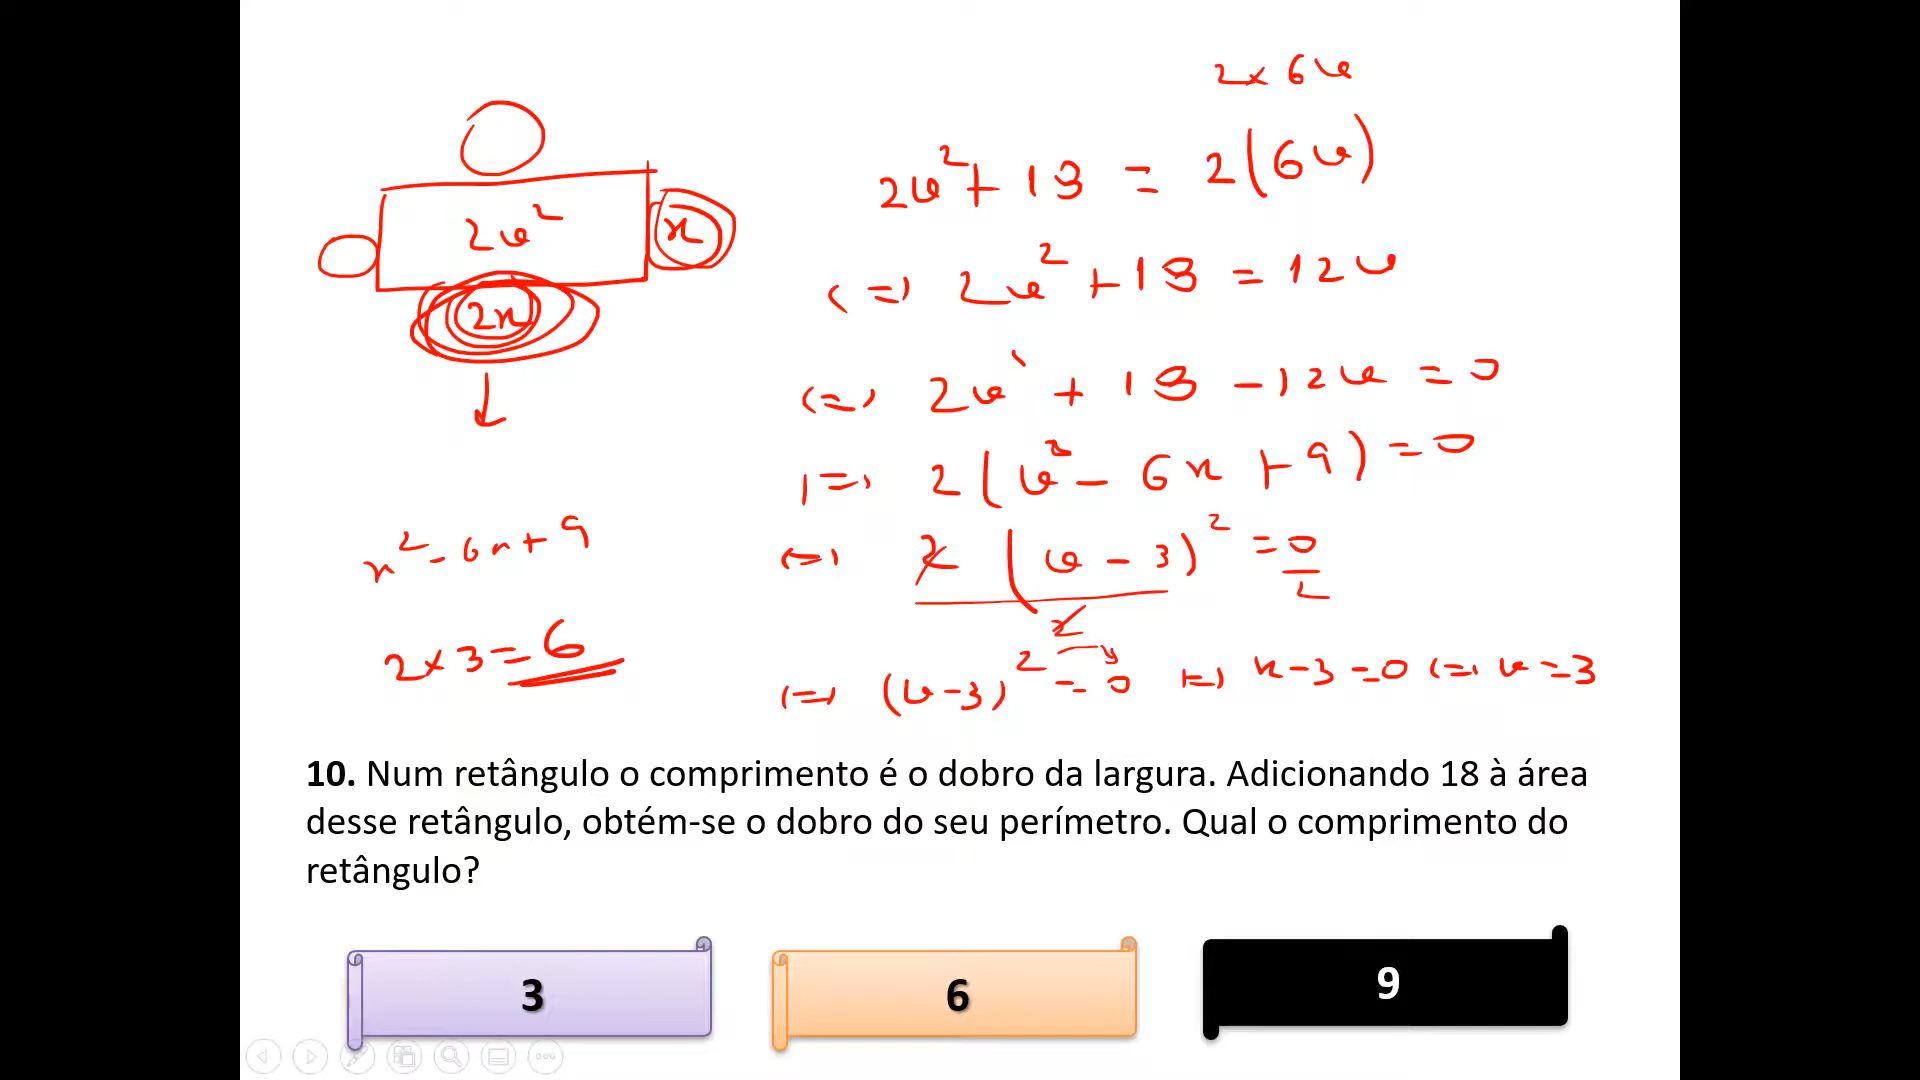 2 × 6x
2x² + 18 = 2(6x)
2x²
x
2x
(=) 2x² + 18 = 12x
(=) 2x² + 18 - 12x = 0
(=) 2(x² - 6x + 9) = 0
x² - 6x + 9
(=) 2(x - 3)² = 0
2
2
2 × 3 = 6
(=) (x - 3)² = 0 (=) x - 3 = 0 (=) x = 3
10. Num retângulo o comprimento é o dobro da largura. Adicionando 18 à área
desse retângulo, obtém-se o dobro do seu perímetro. Qual o comprimento do
retângulo?
3
6
9